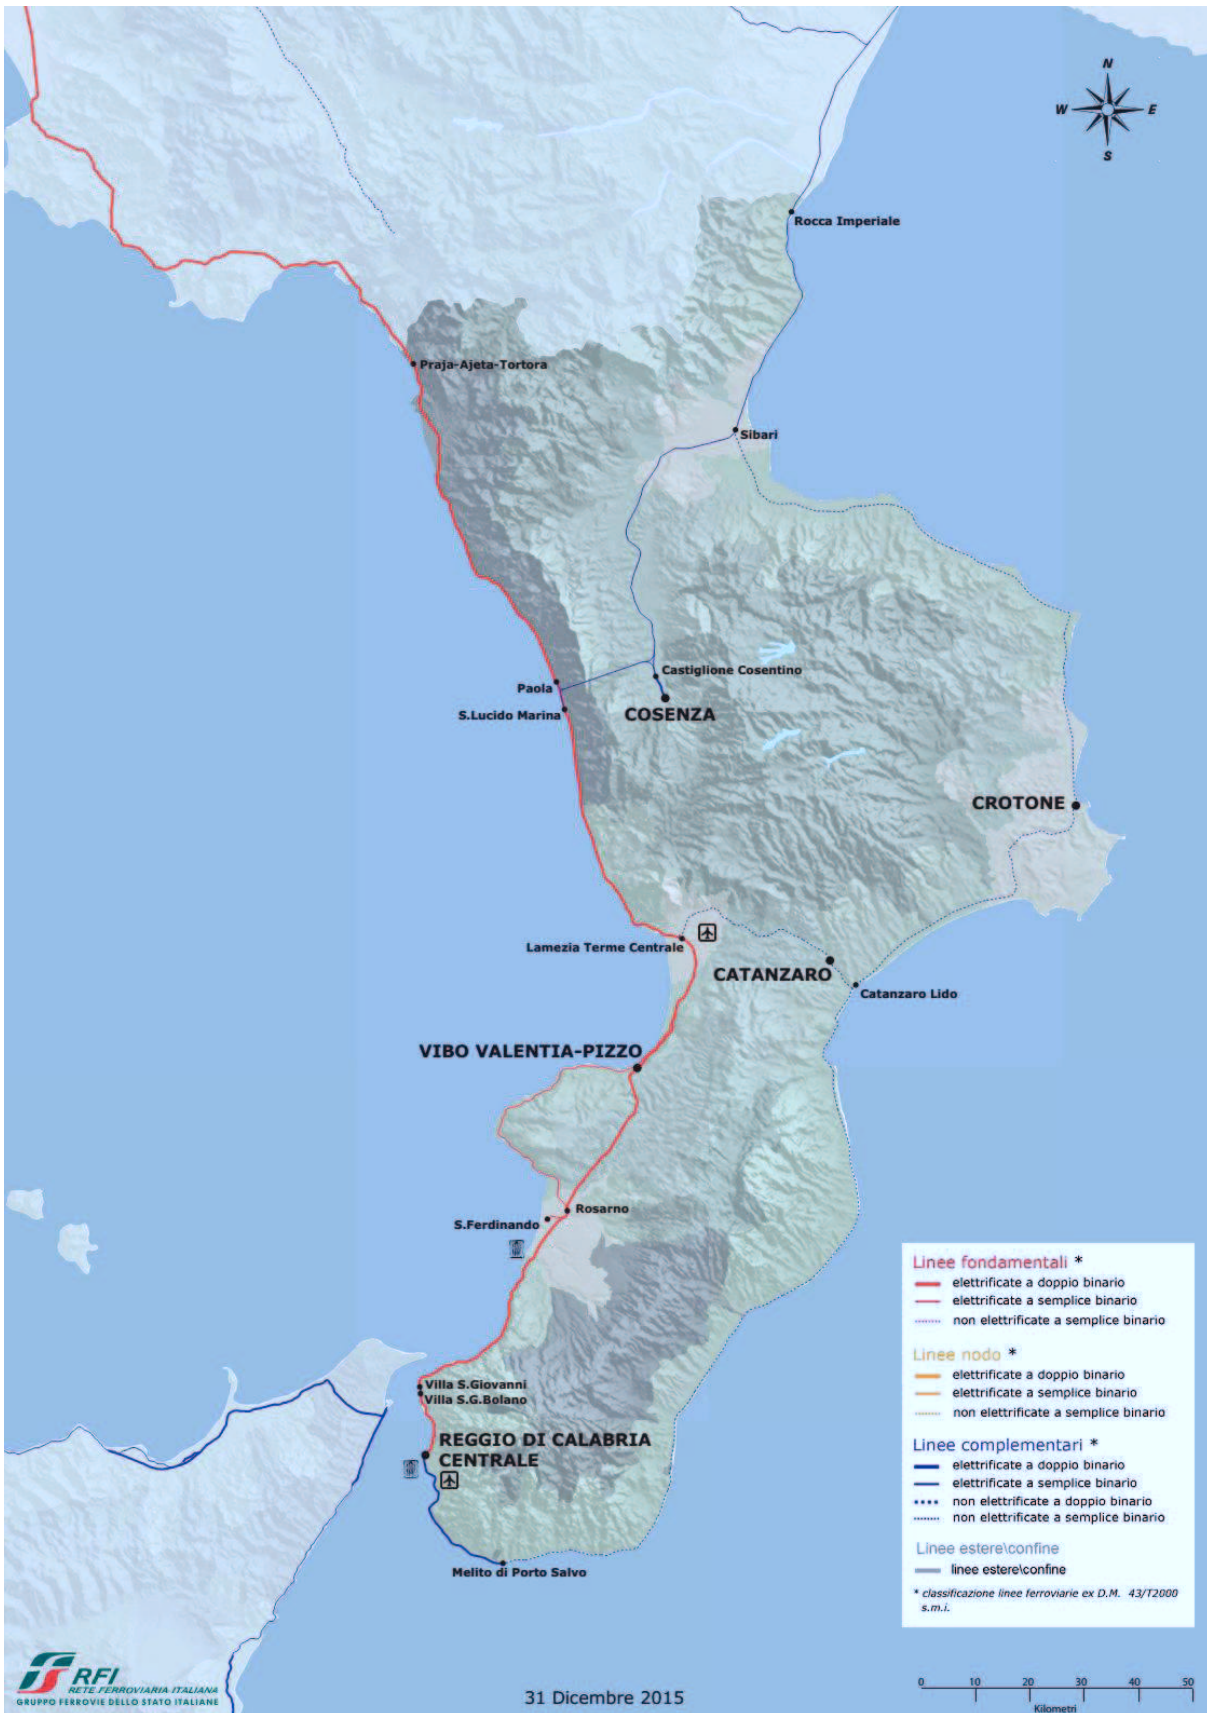 N
W
E
S
Rocca Imperiale
Praja-Ajeta-Tortora
Sibari
Castiglione Cosentino
Paola
S.Lucido Marina
COSENZA
CROTONE
Lamezia Terme Centrale
CATANZARO
Catanzaro Lido
VIBO VALENTIA-PIZZO
Rosarno
S.Ferdinando
Villa S.Giovanni
Villa S.G.Bolano
REGGIO DI CALABRIA
CENTRALE
Melito di Porto Salvo
Linee fondamentali *
elettrificate a doppio binario
elettrificate a semplice binario
non elettrificate a semplice binario
Linee nodo *
elettrificate a doppio binario
elettrificate a semplice binario
non elettrificate a semplice binario
Linee complementari *
elettrificate a doppio binario
elettrificate a semplice binario
non elettrificate a doppio binario
non elettrificate a semplice binario
Linee estere\confine
linee estere\confine
* classificazione linee ferroviarie ex D.M. 43/T2000
s.m.i.
RFI
RETE FERROVIARIA ITALIANA
GRUPPO FERROVIE DELLO STATO ITALIANE
31 Dicembre 2015
0 10 20 30 40 50
Kilometri